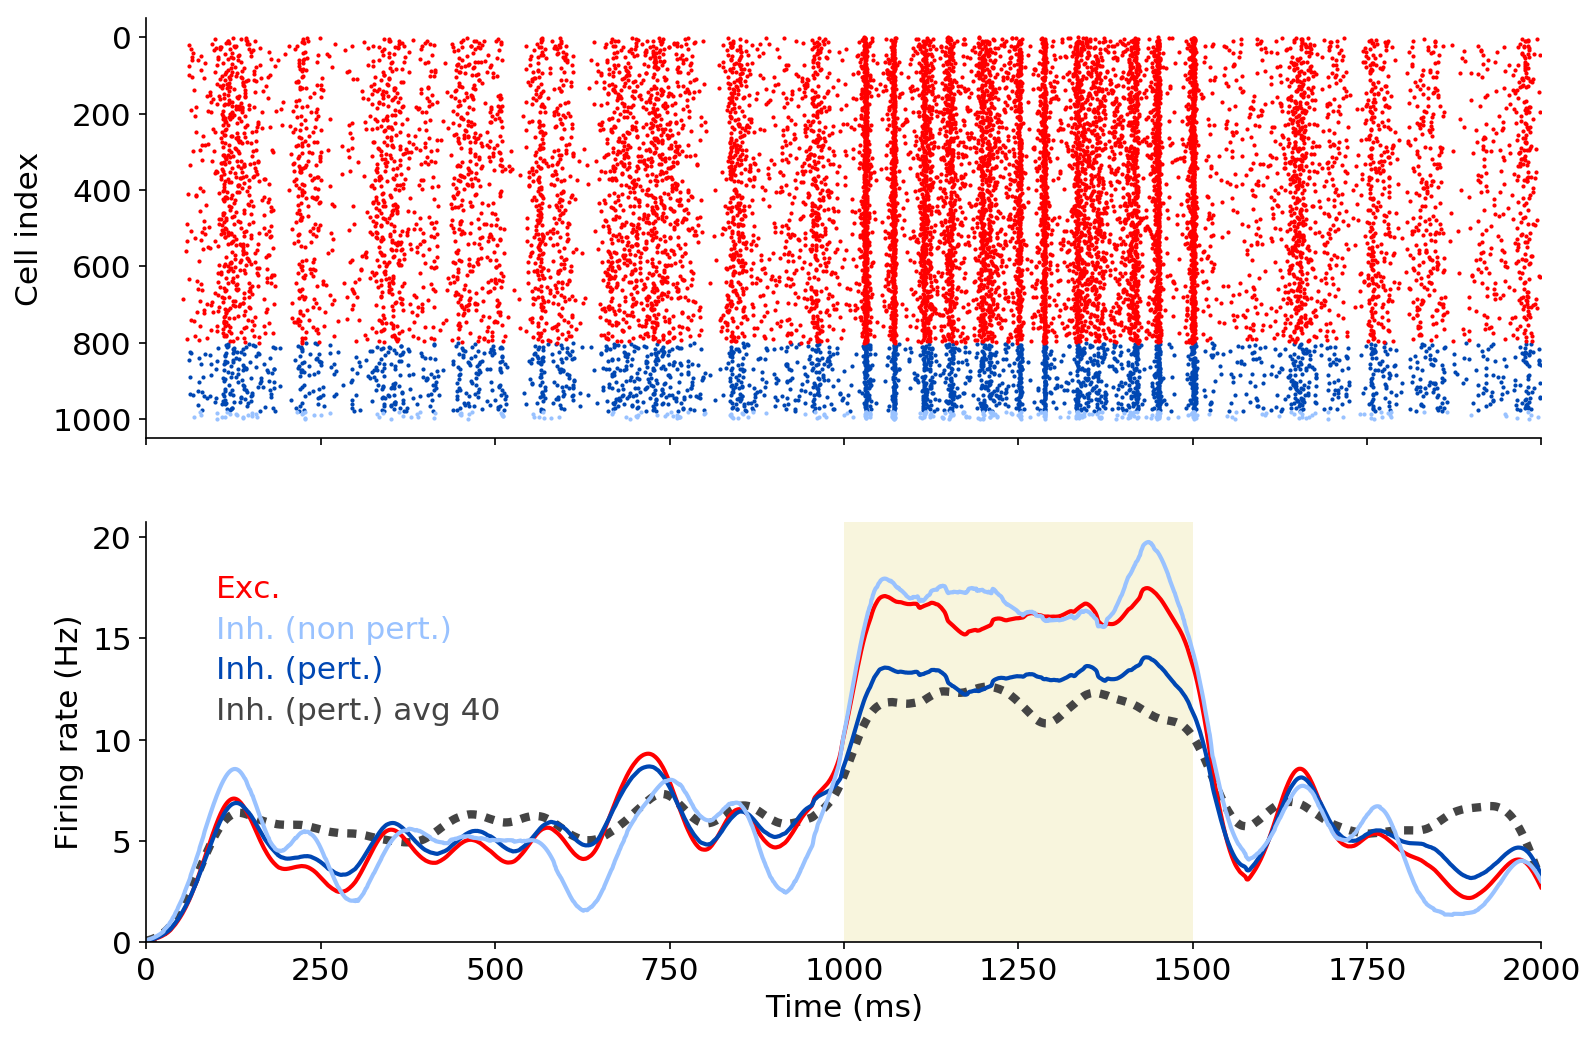 0
200
400
600
800
1000
Cell index
20
15
10
5
0
Firing rate (Hz)
Exc.
Inh. (non pert.)
Inh. (pert.)
Inh. (pert.) avg 40
0 250 500 750 1000 1250 1500 1750 2000
Time (ms)